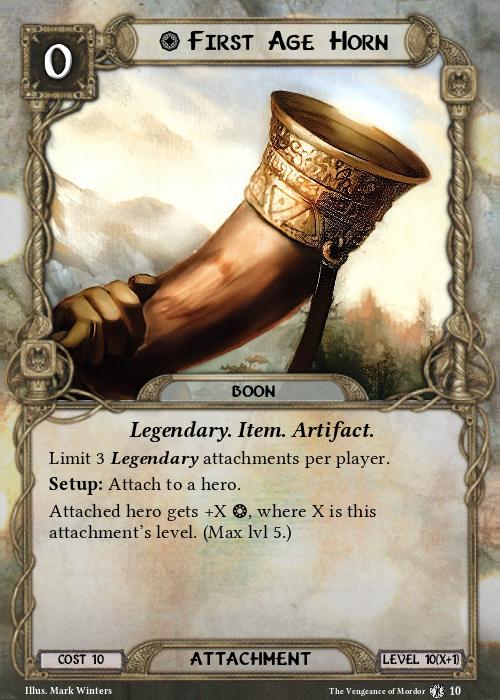 0
First Age Horn
BOON
Legendary. Item. Artifact.
Limit 3 Legendary attachments per player.
Setup: Attach to a hero.
Attached hero gets +X , where X is this
attachment's level. (Max lvl 5.)
COST 10
ATTACHMENT
LEVEL 10(X+1)
Illus. Mark Winters
The Vengeance of Mordor 10